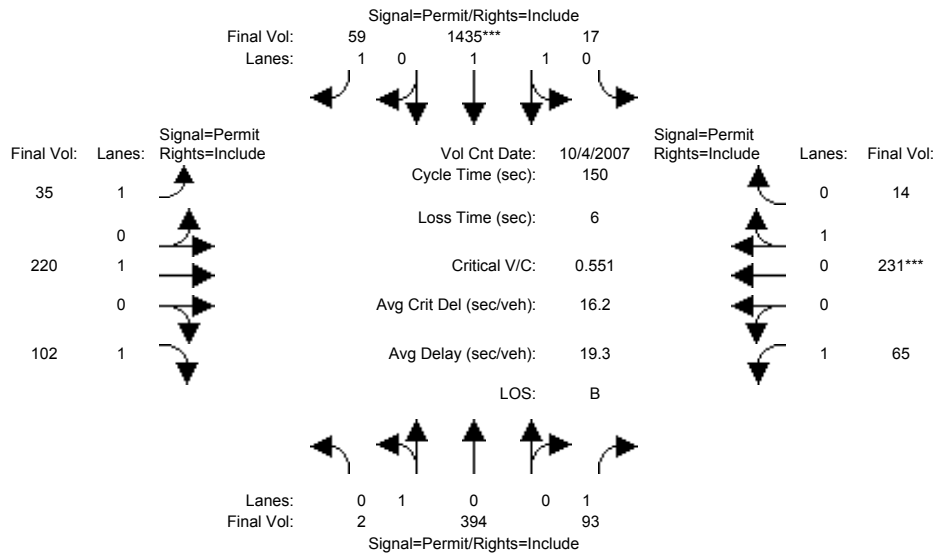 Signal=Permit/Rights=Include
Final Vol: 59 1435*** 17
Lanes: 1 0 1 1 0
Signal=Permit Signal=Permit
Final Vol: Lanes: Rights=Include Vol Cnt Date: 10/4/2007 Rights=Include Lanes: Final Vol:
Cycle Time (sec): 150
35 1 0 14
Loss Time (sec): 6
0 1
220 1 Critical V/C: 0.551 0 231***
0 Avg Crit Del (sec/veh): 16.2 0
102 1 Avg Delay (sec/veh): 19.3 1 65
LOS: B
Lanes: 0 1 0 0 1
Final Vol: 2 394 93
Signal=Permit/Rights=Include